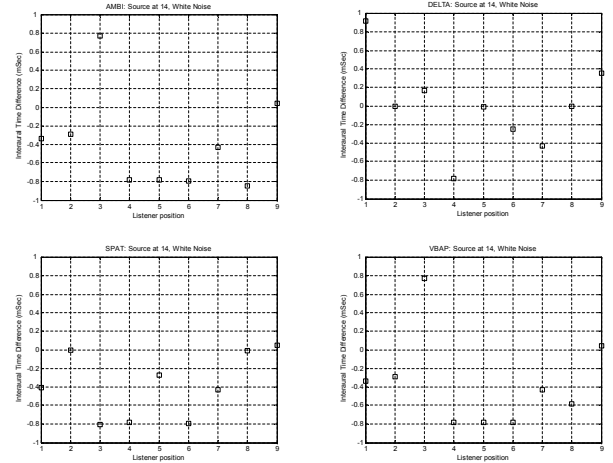 AMBI: Source at 14, White Noise
1
0.8
0.6
0.4
0.2
0
-0.2
-0.4
-0.6
-0.8
-1
Interaural Time Difference (mSec)
1 2 3 4 5 6 7 8 9
Listener position
DELTA: Source at 14, White Noise
1
0.8
0.6
0.4
0.2
0
-0.2
-0.4
-0.6
-0.8
-1
Interaural Time Difference (mSec)
1 2 3 4 5 6 7 8 9
Listener position
SPAT: Source at 14, White Noise
1
0.8
0.6
0.4
0.2
0
-0.2
-0.4
-0.6
-0.8
-1
Interaural Time Difference (mSec)
1 2 3 4 5 6 7 8 9
Listener position
VBAP: Source at 14, White Noise
1
0.8
0.6
0.4
0.2
0
-0.2
-0.4
-0.6
-0.8
-1
Interaural Time Difference (mSec)
1 2 3 4 5 6 7 8 9
Listener position